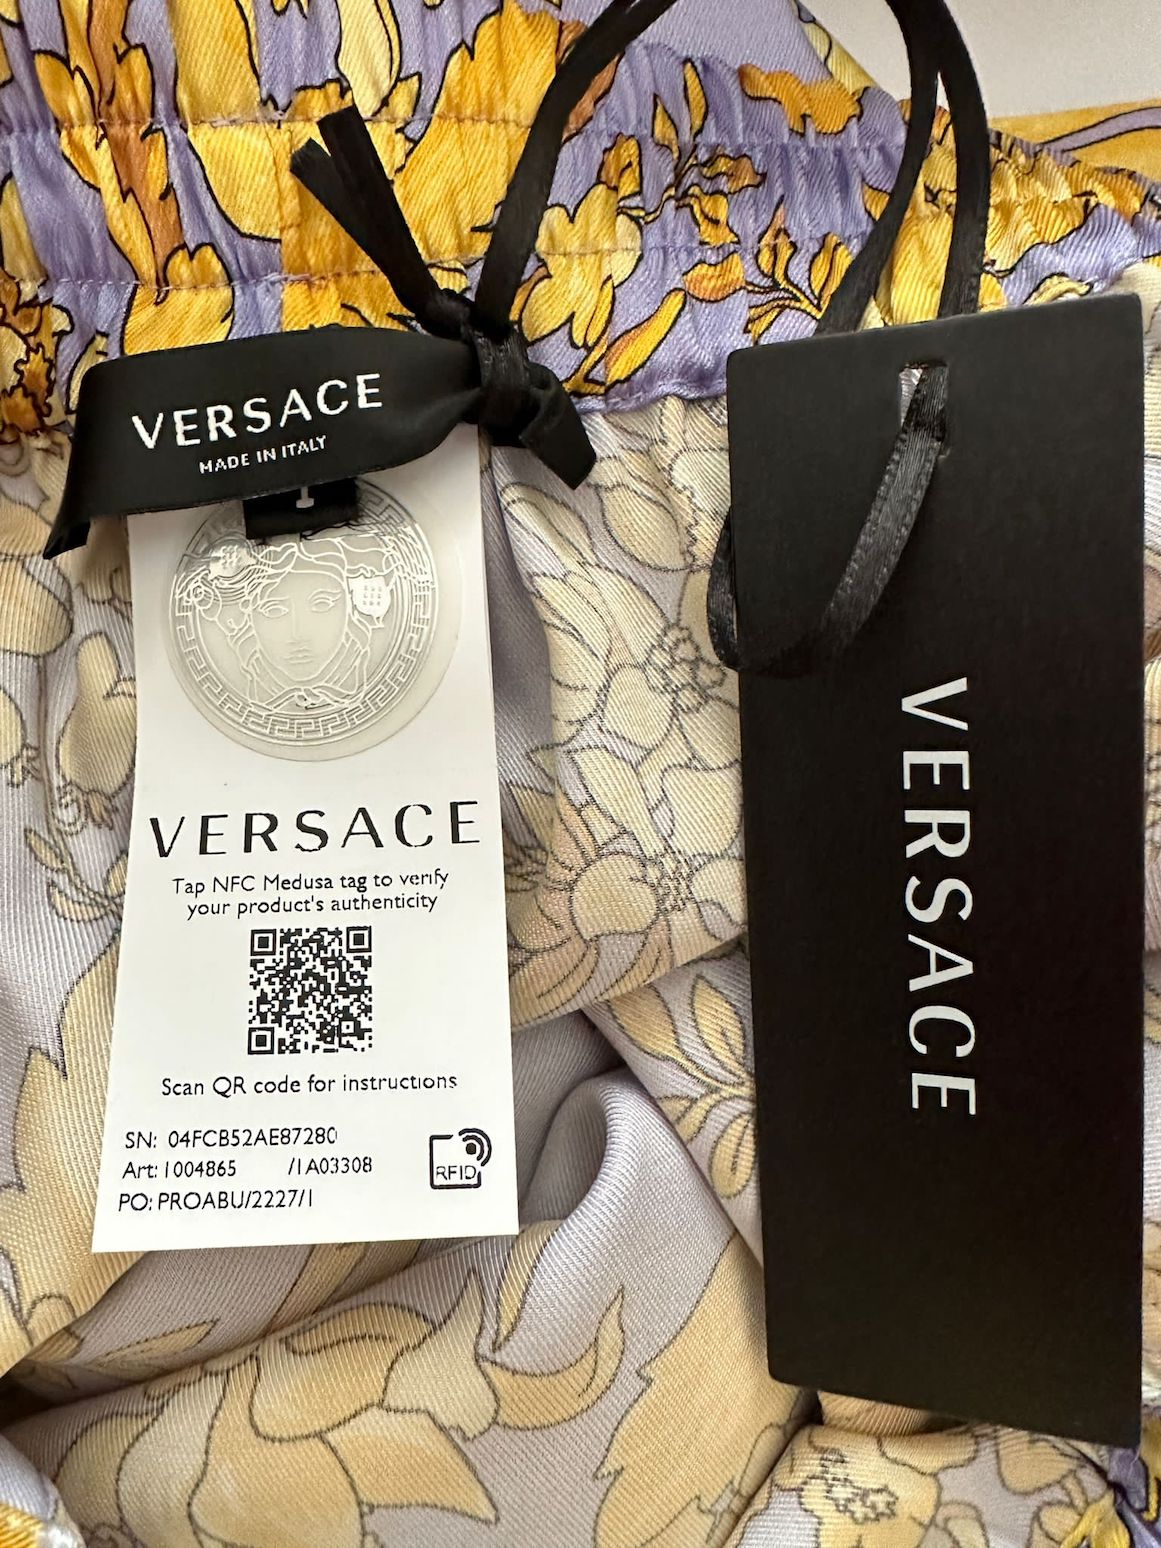 VERSACE
MADE IN ITALY
VERSACE
Tap NFC Medusa tag to verify
your product's authenticity
Scan QR code for instructions
SN: 04FCB52AE87280
Art: 1004865 /1A03308
PO: PROABU/2227/1
RFID
VERSACE